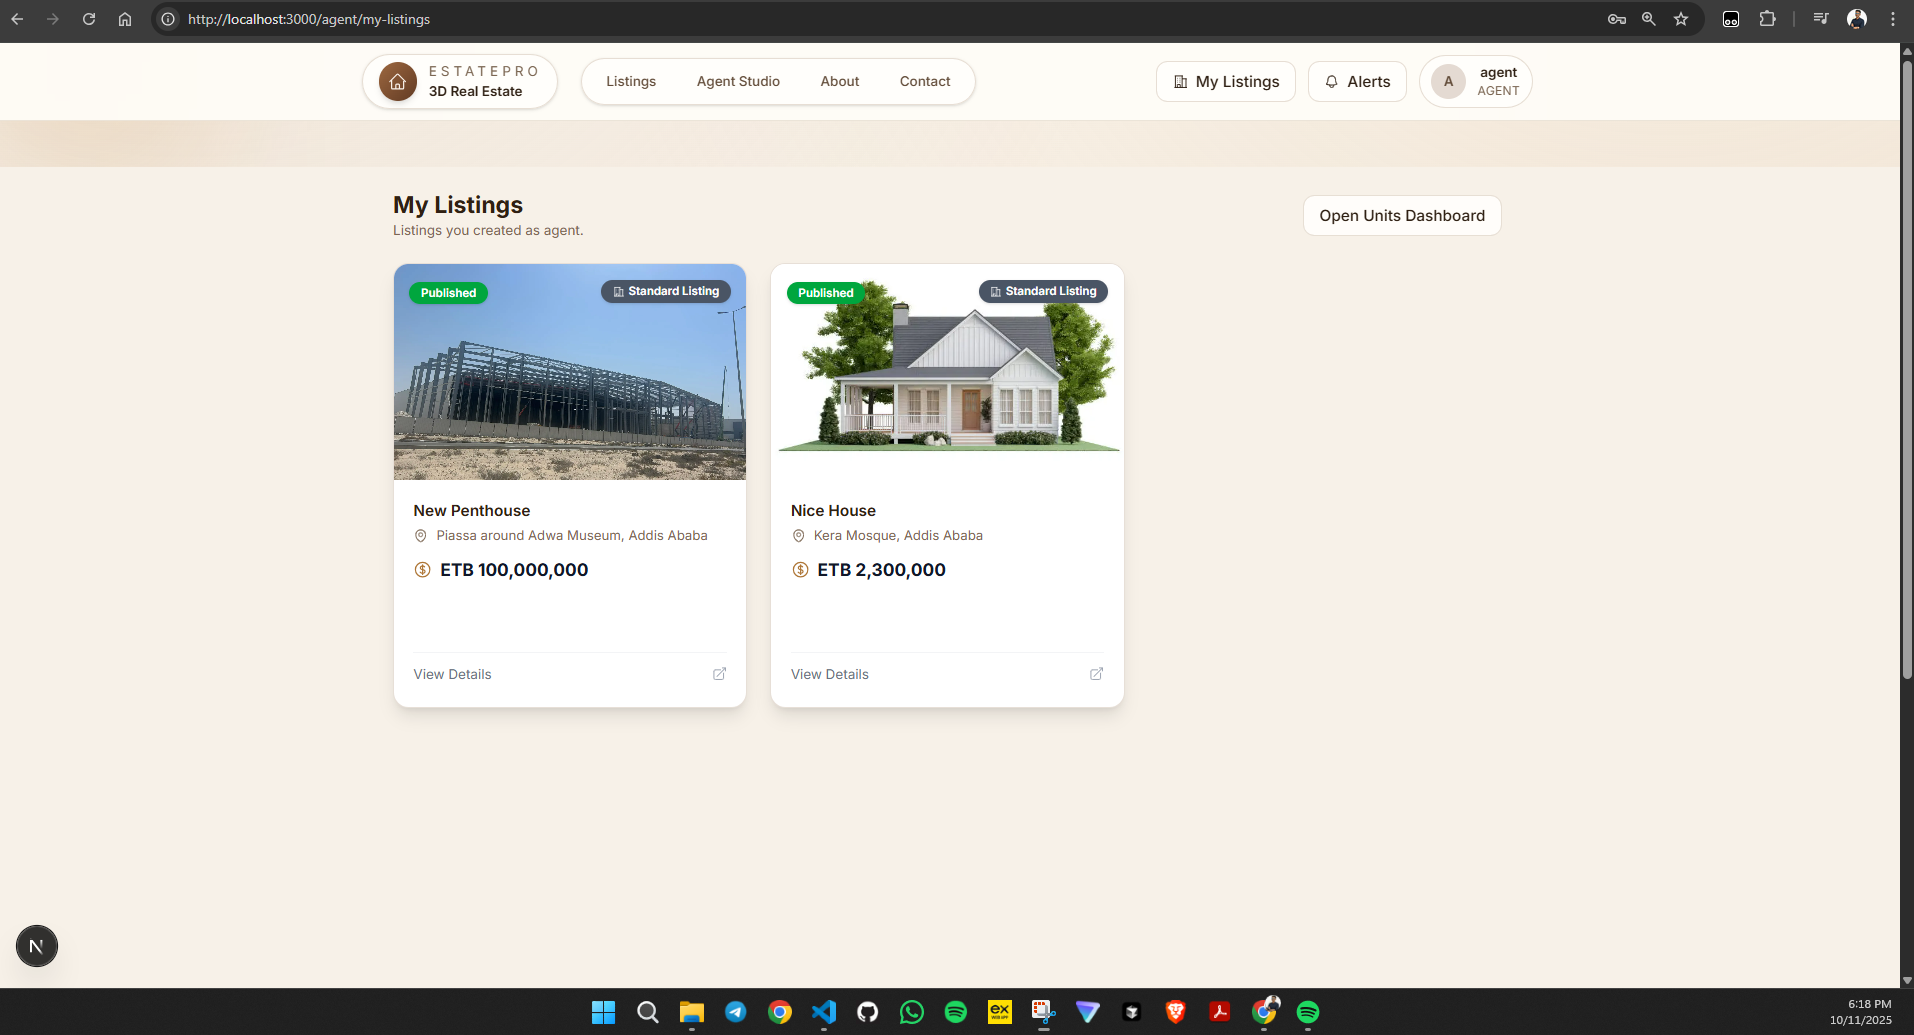 http://localhost:3000/agent/my-listings
ESTATEPRO
3D Real Estate
Listings
Agent Studio
About
Contact
My Listings
Alerts
A
agent
AGENT
My Listings
Listings you created as agent.
Open Units Dashboard
Published
Standard Listing
New Penthouse
Piassa around Adwa Museum, Addis Ababa
ETB 100,000,000
View Details
Published
Standard Listing
Nice House
Kera Mosque, Addis Ababa
ETB 2,300,000
View Details
N
ex
WEB APP
6:18 PM
10/11/2025